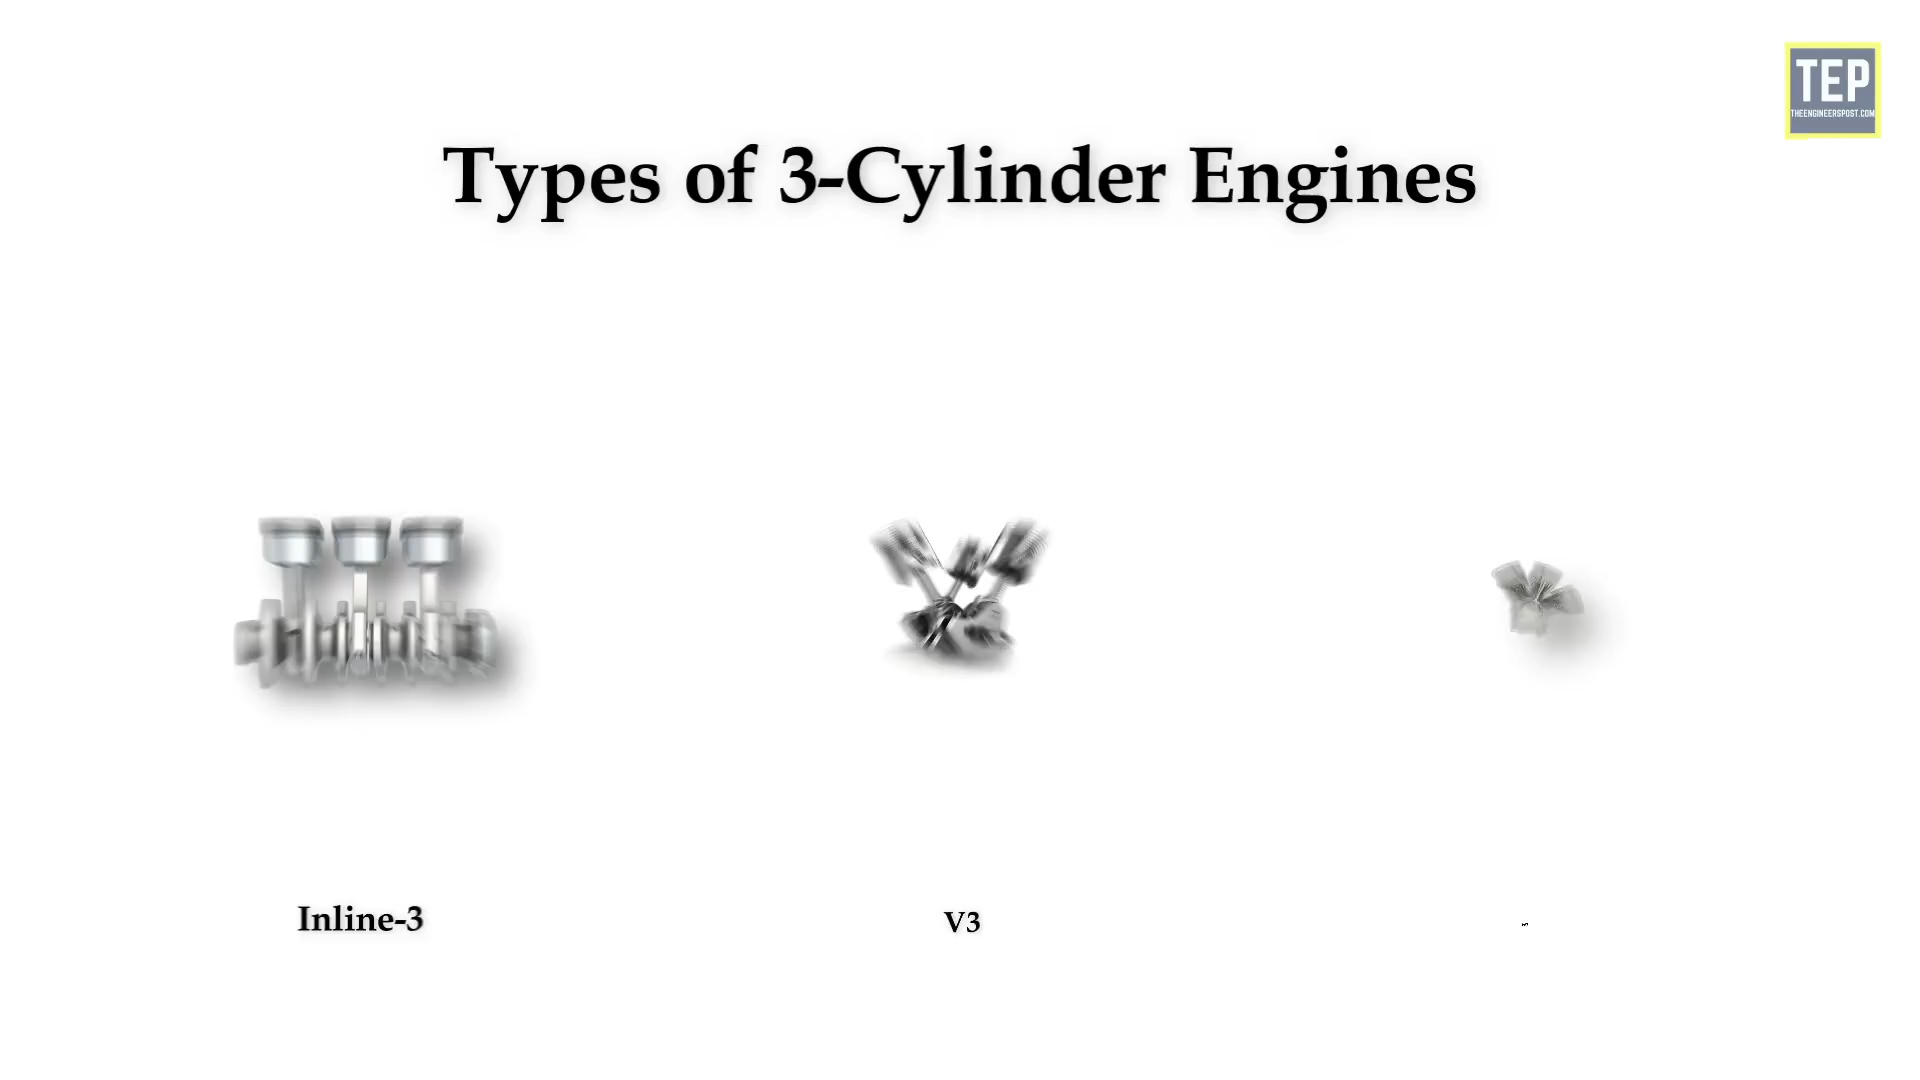 TEP
THEENGINEERSPOST.COM
Types of 3-Cylinder Engines
Inline-3
V3